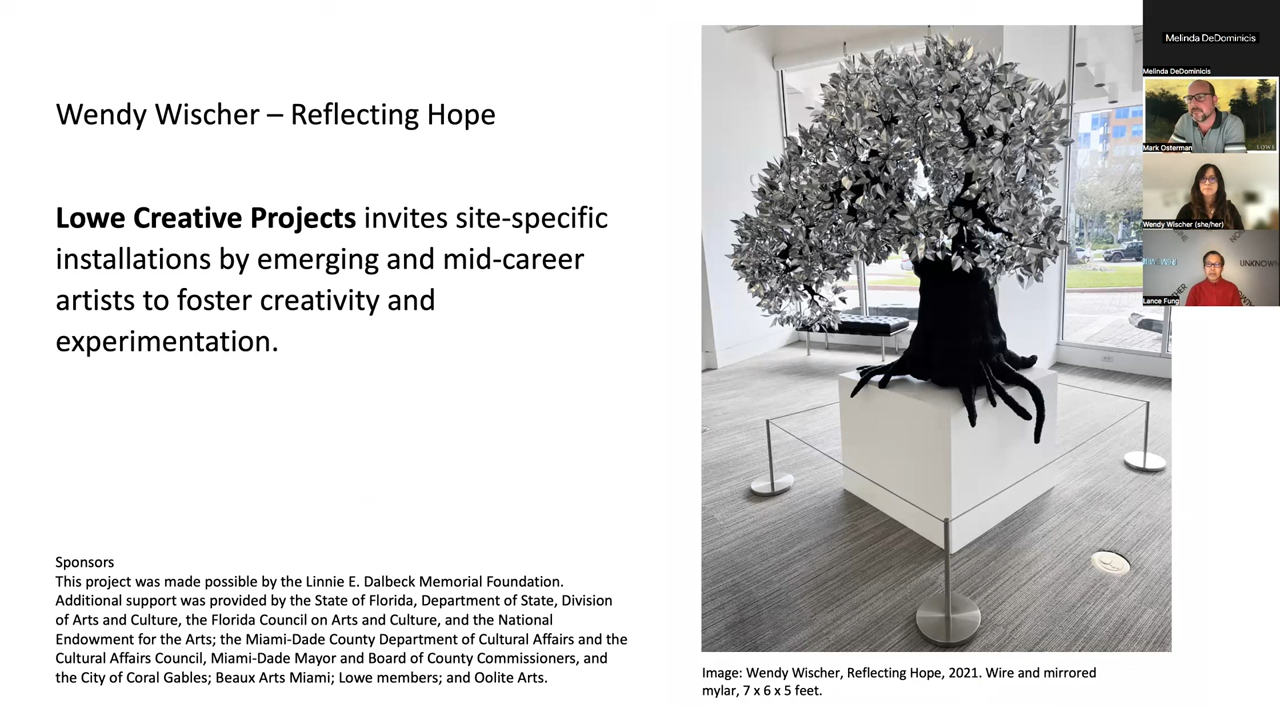 Wendy Wischer – Reflecting Hope
Lowe Creative Projects invites site-specific
installations by emerging and mid-career
artists to foster creativity and
experimentation.
Sponsors
This project was made possible by the Linnie E. Dalbeck Memorial Foundation.
Additional support was provided by the State of Florida, Department of State, Division
of Arts and Culture, the Florida Council on Arts and Culture, and the National
Endowment for the Arts; the Miami-Dade County Department of Cultural Affairs and the
Cultural Affairs Council, Miami-Dade Mayor and Board of County Commissioners, and
the City of Coral Gables; Beaux Arts Miami; Lowe members; and Oolite Arts.
Image: Wendy Wischer, Reflecting Hope, 2021. Wire and mirrored
mylar, 7 x 6 x 5 feet.
Melinda DeDominicis
Melinda DeDominicis
LOWE
Mark Osterman
Wendy Wischer (she/her)
UNKNOWN
Lance Fung